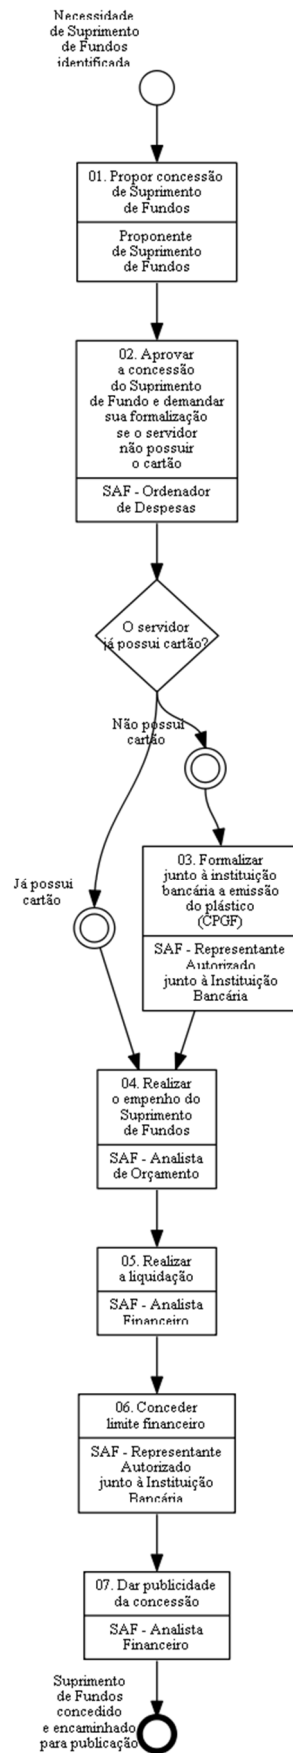 Necessidade
de Suprimento
de Fundos
identificada
01. Propor concessão
de Suprimento
de Fundos
Proponente
de Suprimento
de Fundos
02. Aprovar
a concessão
do Suprimento
de Fundo e demandar
sua formalização
se o servidor
não possuir
o cartão
SAF - Ordenador
de Despesas
O servidor
já possui cartão?
Não possui
cartão
03. Formalizar
junto à instituição
bancária a emissão
do plástico
(CPGF)
SAF - Representante
Autorizado
junto à Instituição
Bancária
Já possui
cartão
04. Realizar
o empenho do
Suprimento
de Fundos
SAF - Analista
de Orçamento
05. Realizar
a liquidação
SAF - Analista
Financeiro
06. Conceder
limite financeiro
SAF - Representante
Autorizado
junto à Instituição
Bancária
07. Dar publicidade
da concessão
SAF - Analista
Financeiro
Suprimento
de Fundos
concedido
e encaminhado
para publicação